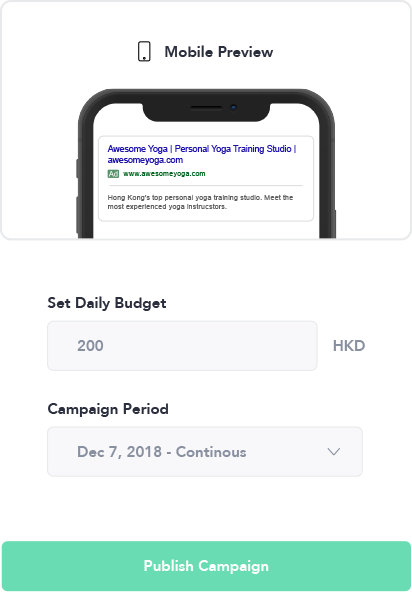 Mobile Preview
Awesome Yoga | Personal Yoga Training Studio |
awesomeyoga.com
Ad www.awesomeyoga.com
Hong Kong's top personal yoga training studio. Meet the
most experienced yoga instrucstors.
Set Daily Budget
200 HKD
Campaign Period
Dec 7, 2018 - Continous
Publish Campaign